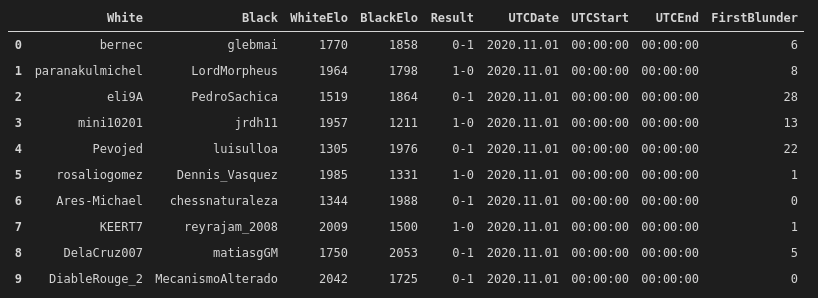 White Black WhiteElo BlackElo Result UTCDate UTCStart UTCEnd FirstBlunder
0 bernec glebmai 1770 1858 0-1 2020.11.01 00:00:00 00:00:00 6
1 paranakulmichel LordMorpheus 1964 1798 1-0 2020.11.01 00:00:00 00:00:00 8
2 eli9A PedroSachica 1519 1864 0-1 2020.11.01 00:00:00 00:00:00 28
3 mini10201 jrdh11 1957 1211 1-0 2020.11.01 00:00:00 00:00:00 13
4 Pevojed luisulloa 1305 1976 0-1 2020.11.01 00:00:00 00:00:00 22
5 rosaliogomez Dennis_Vasquez 1985 1331 1-0 2020.11.01 00:00:00 00:00:00 1
6 Ares-Michael chessnaturaleza 1344 1988 0-1 2020.11.01 00:00:00 00:00:00 0
7 KEERT7 reyrajam_2008 2009 1500 1-0 2020.11.01 00:00:00 00:00:00 1
8 DelaCruz007 matiasgGM 1750 2053 0-1 2020.11.01 00:00:00 00:00:00 5
9 DiableRouge_2 MecanismoAlterado 2042 1725 0-1 2020.11.01 00:00:00 00:00:00 0